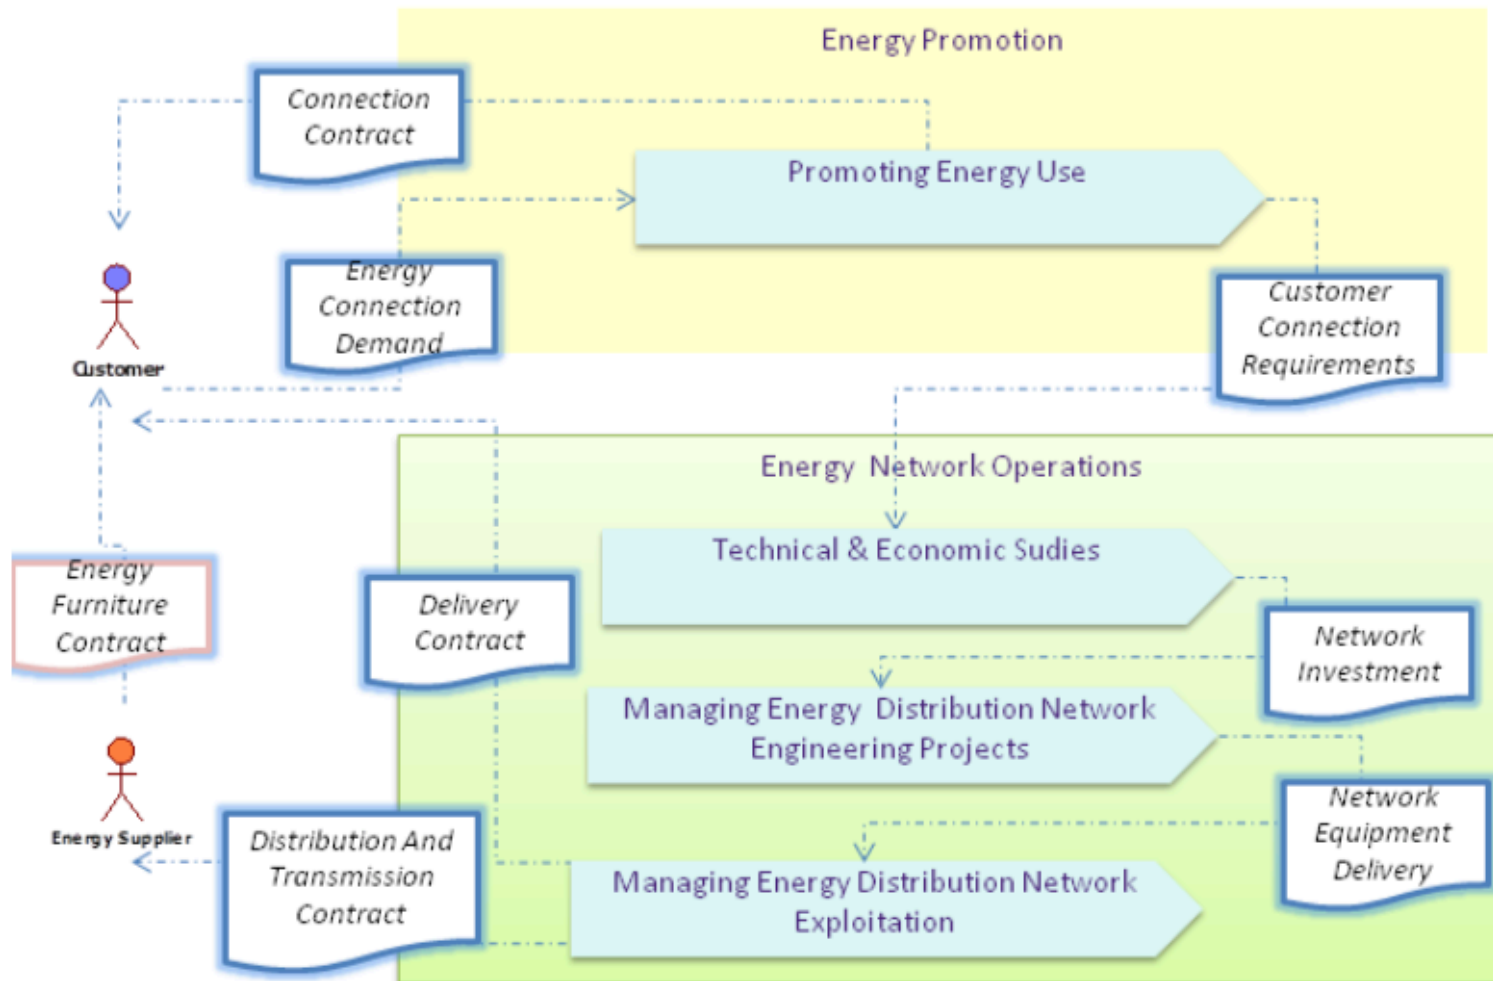 Energy Promotion
Connection
Contract
Promoting Energy Use
Energy
Connection
Demand
Customer
Connection
Requirements
Customer
Energy Network Operations
Technical & Economic Sudies
Energy
Furniture
Contract
Delivery
Contract
Network
Investment
Managing Energy Distribution Network
Engineering Projects
Network
Equipment
Delivery
Energy Supplier
Distribution And
Transmission
Contract
Managing Energy Distribution Network
Exploitation